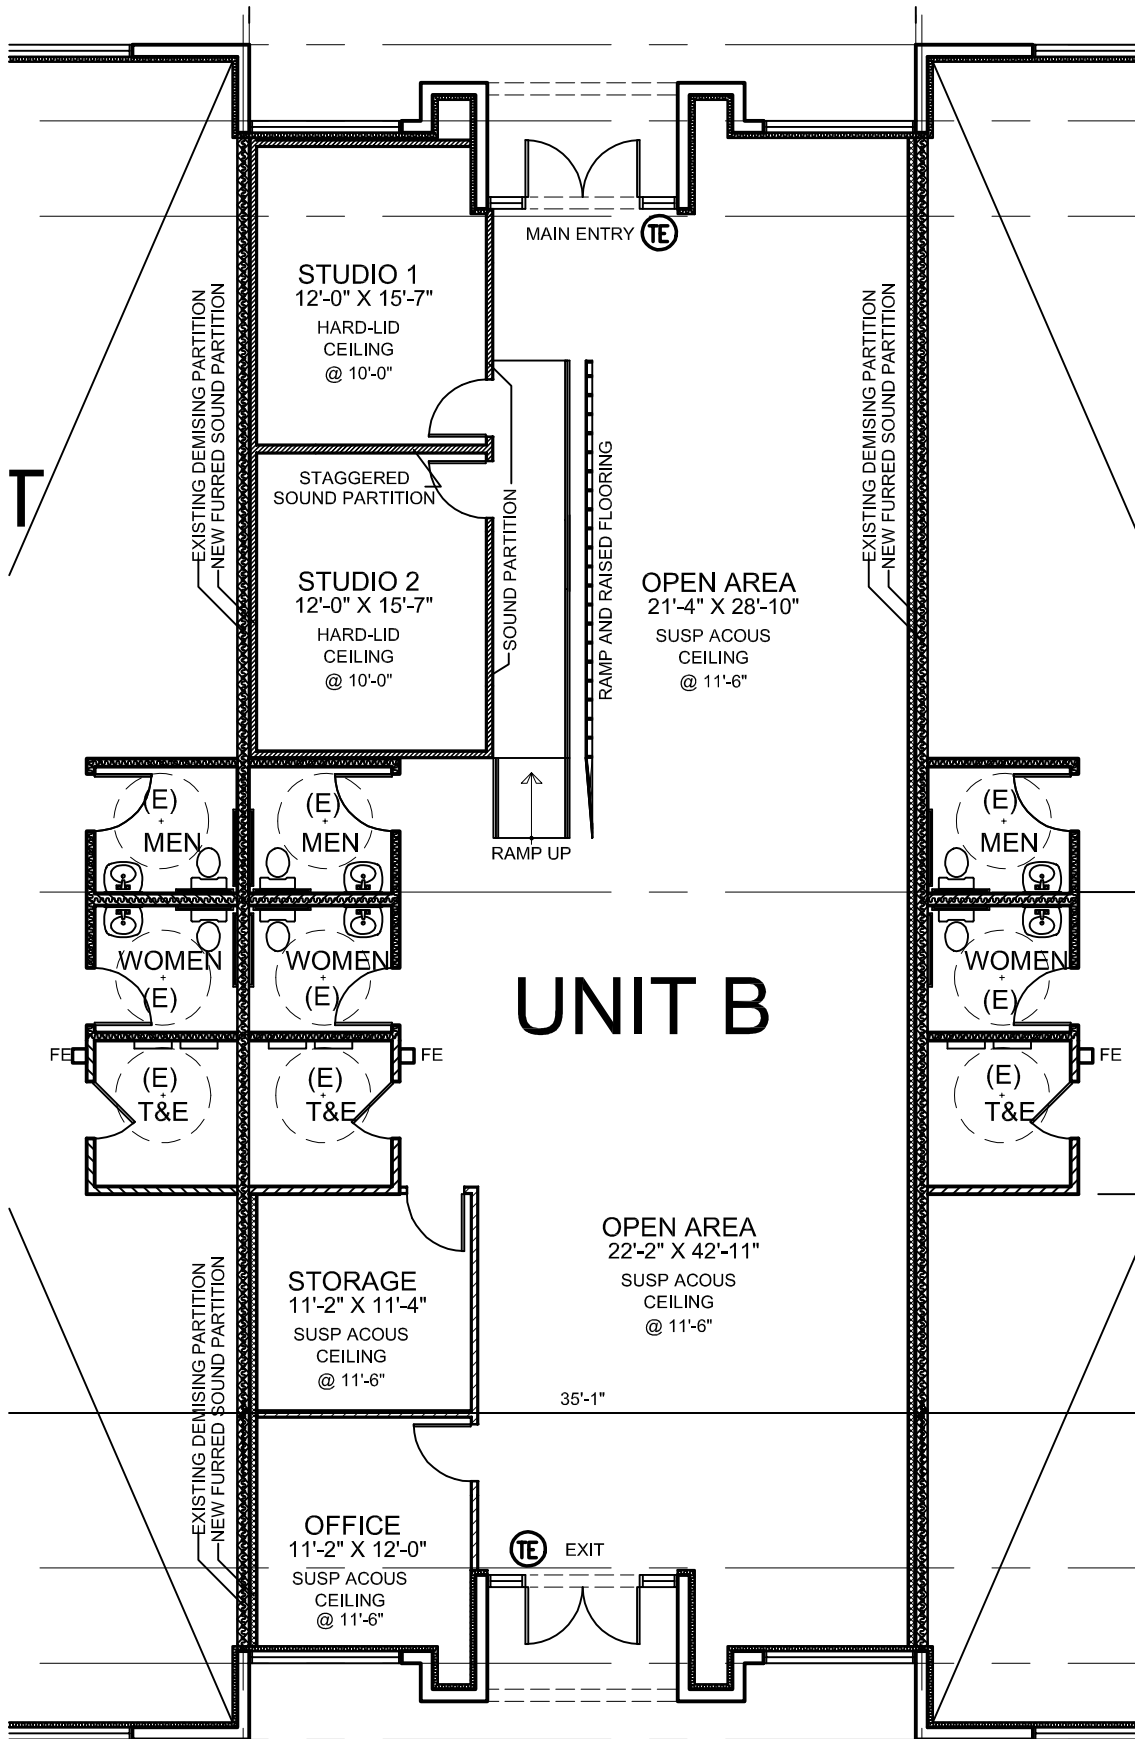 MAIN ENTRY TE
STUDIO 1
12'-0" X 15'-7"
HARD-LID
CEILING
@ 10'-0"
EXISTING DEMISING PARTITION
NEW FURRED SOUND PARTITION
EXISTING DEMISING PARTITION
NEW FURRED SOUND PARTITION
T
STAGGERED
SOUND PARTITION
SOUND PARTITION
RAMP AND RAISED FLOORING
STUDIO 2
12'-0" X 15'-7"
HARD-LID
CEILING
@ 10'-0"
OPEN AREA
21'-4" X 28'-10"
SUSP ACOUS
CEILING
@ 11'-6"
(E)
MEN
(E)
MEN
RAMP UP
(E)
MEN
WOMEN
(E)
WOMEN
(E)
UNIT B
WOMEN
(E)
FE
(E)
T&E
(E)
T&E
FE
(E)
T&E
FE
OPEN AREA
22'-2" X 42'-11"
SUSP ACOUS
CEILING
@ 11'-6"
STORAGE
11'-2" X 11'-4"
SUSP ACOUS
CEILING
@ 11'-6"
EXISTING DEMISING PARTITION
NEW FURRED SOUND PARTITION
35'-1"
OFFICE
11'-2" X 12'-0"
SUSP ACOUS
CEILING
@ 11'-6"
TE EXIT